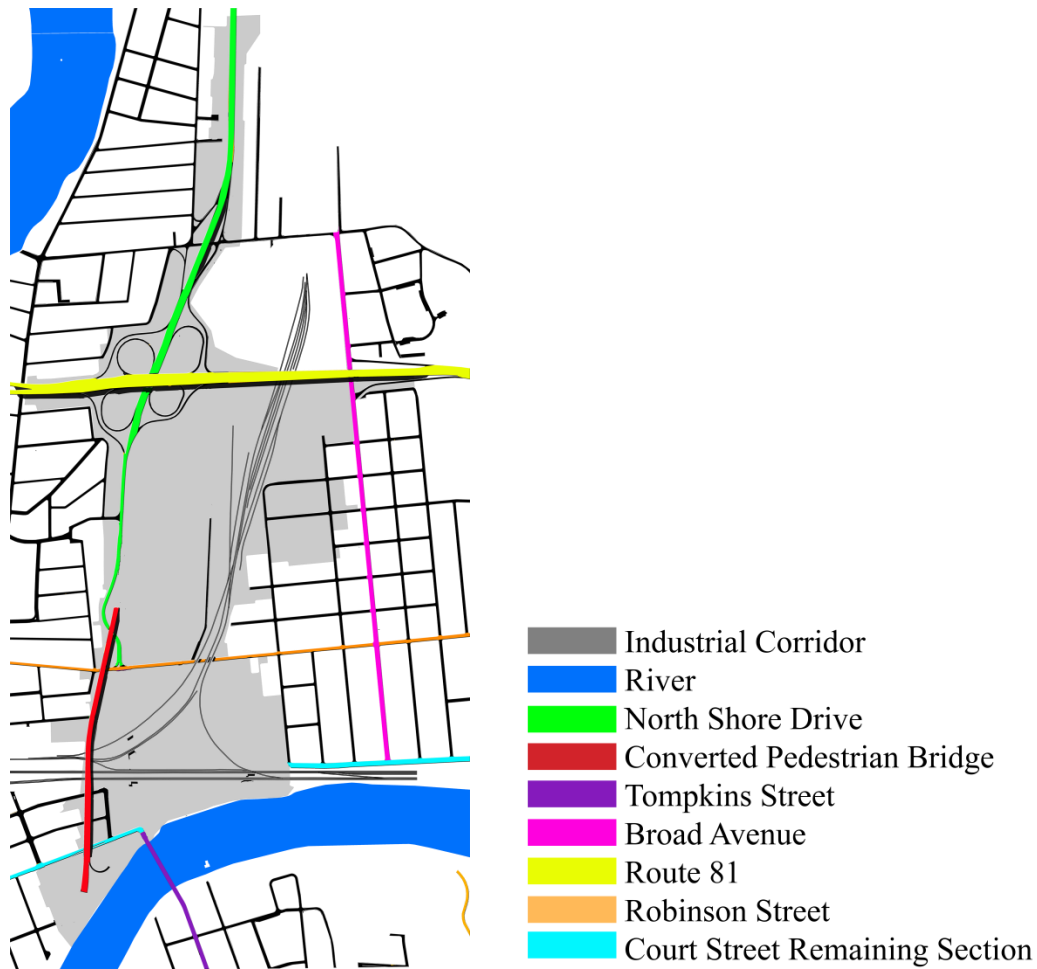 Industrial Corridor
River
North Shore Drive
Converted Pedestrian Bridge
Tompkins Street
Broad Avenue
Route 81
Robinson Street
Court Street Remaining Section